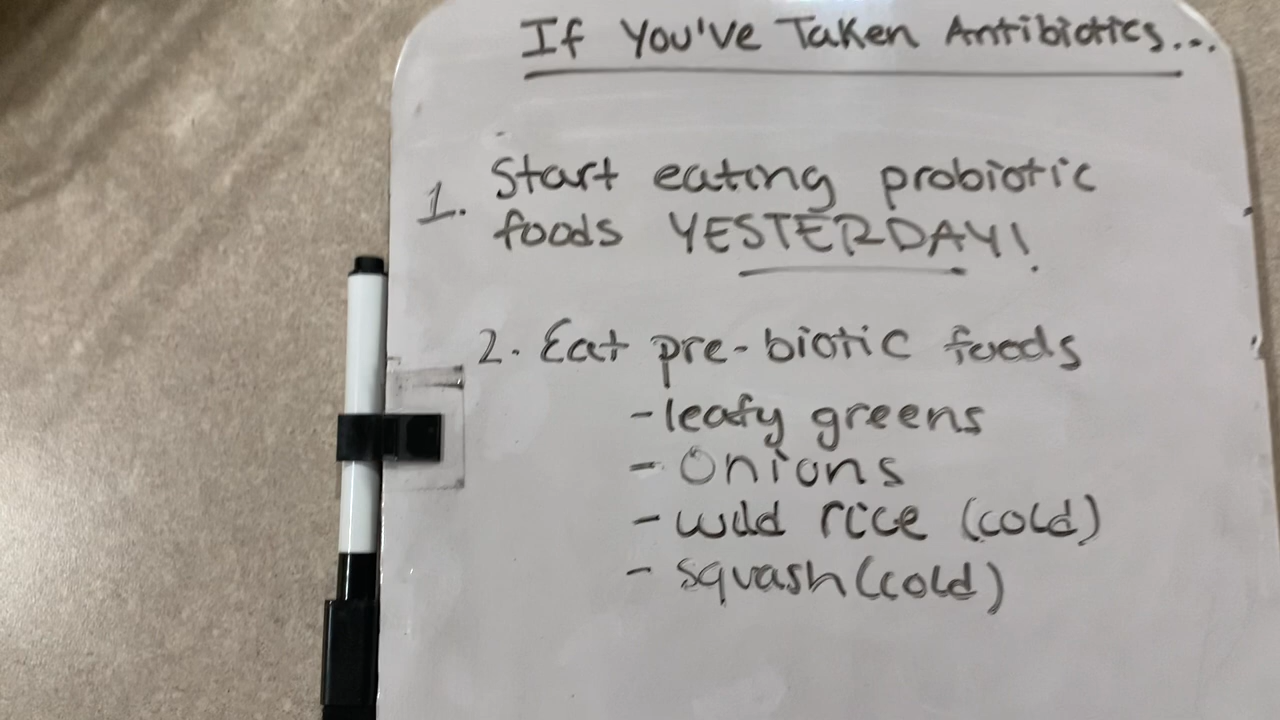 If You've Taken Antibiotics...
1. Start eating probiotic
foods YESTERDAY!
2. Eat pre-biotic foods
- leafy greens
- Onions
- wild rice (cold)
- squash (cold)